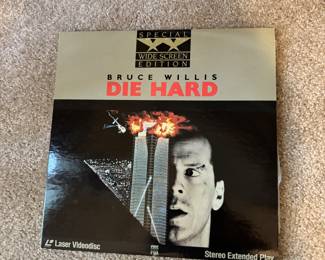 SPECIAL
WIDE SCREEN
EDITION
BRUCE WILLIS
DIE HARD
Laser Videodisc
Stereo Extended Play